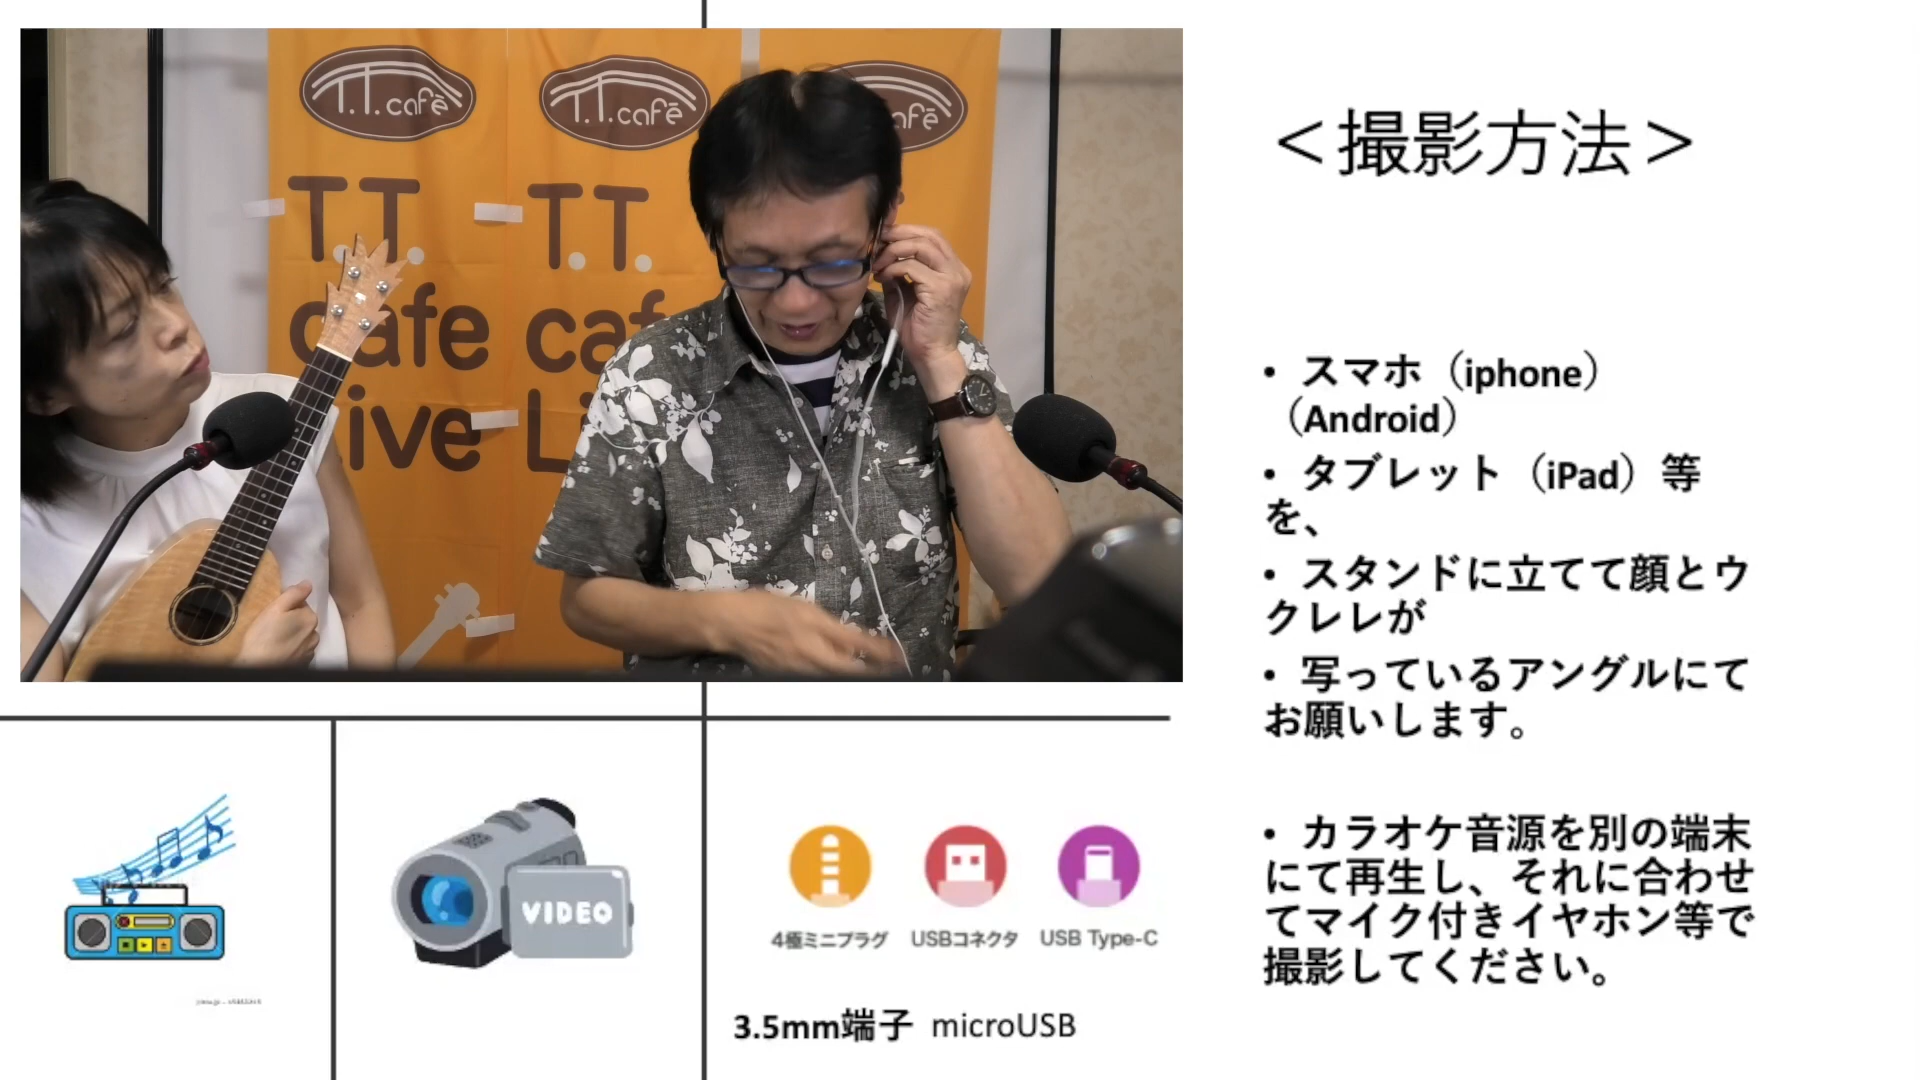 T.T.café
T.T.café
afé
T.T.
T.T.
cafe
caf
Live
Li
＜撮影方法＞
• スマホ（iphone）
（Android）
• タブレット（iPad）等
を、
• スタンドに立てて顔とウ
クレレが
• 写っているアングルにて
お願いします。
• カラオケ音源を別の端末
にて再生し、それに合わせ
てマイク付きイヤホン等で
撮影してください。
VIDEO
4極ミニプラグ
USBコネクタ
USB Type-C
3.5mm端子 microUSB